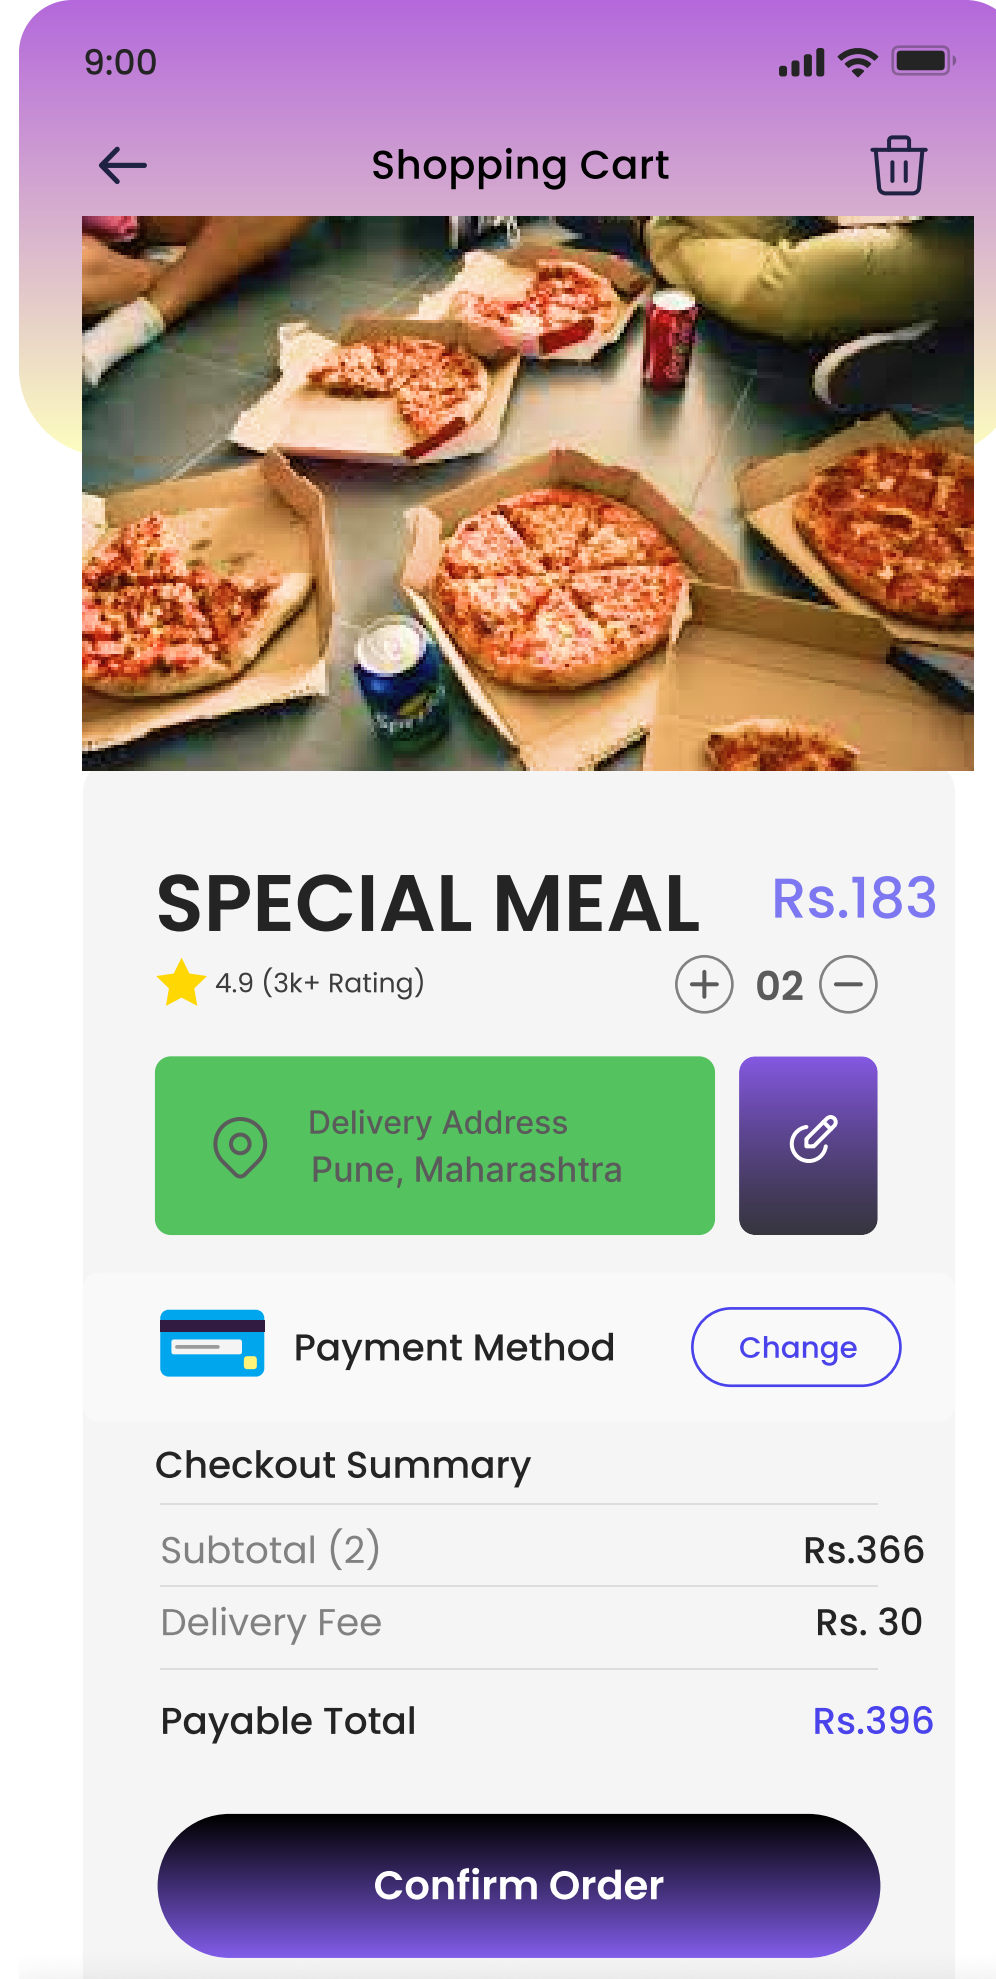 9:00
Shopping Cart
SPECIAL MEAL Rs.183
4.9 (3k+ Rating) 02
Delivery Address
Pune, Maharashtra
Payment Method Change
Checkout Summary
Subtotal (2) Rs.366
Delivery Fee Rs. 30
Payable Total Rs.396
Confirm Order